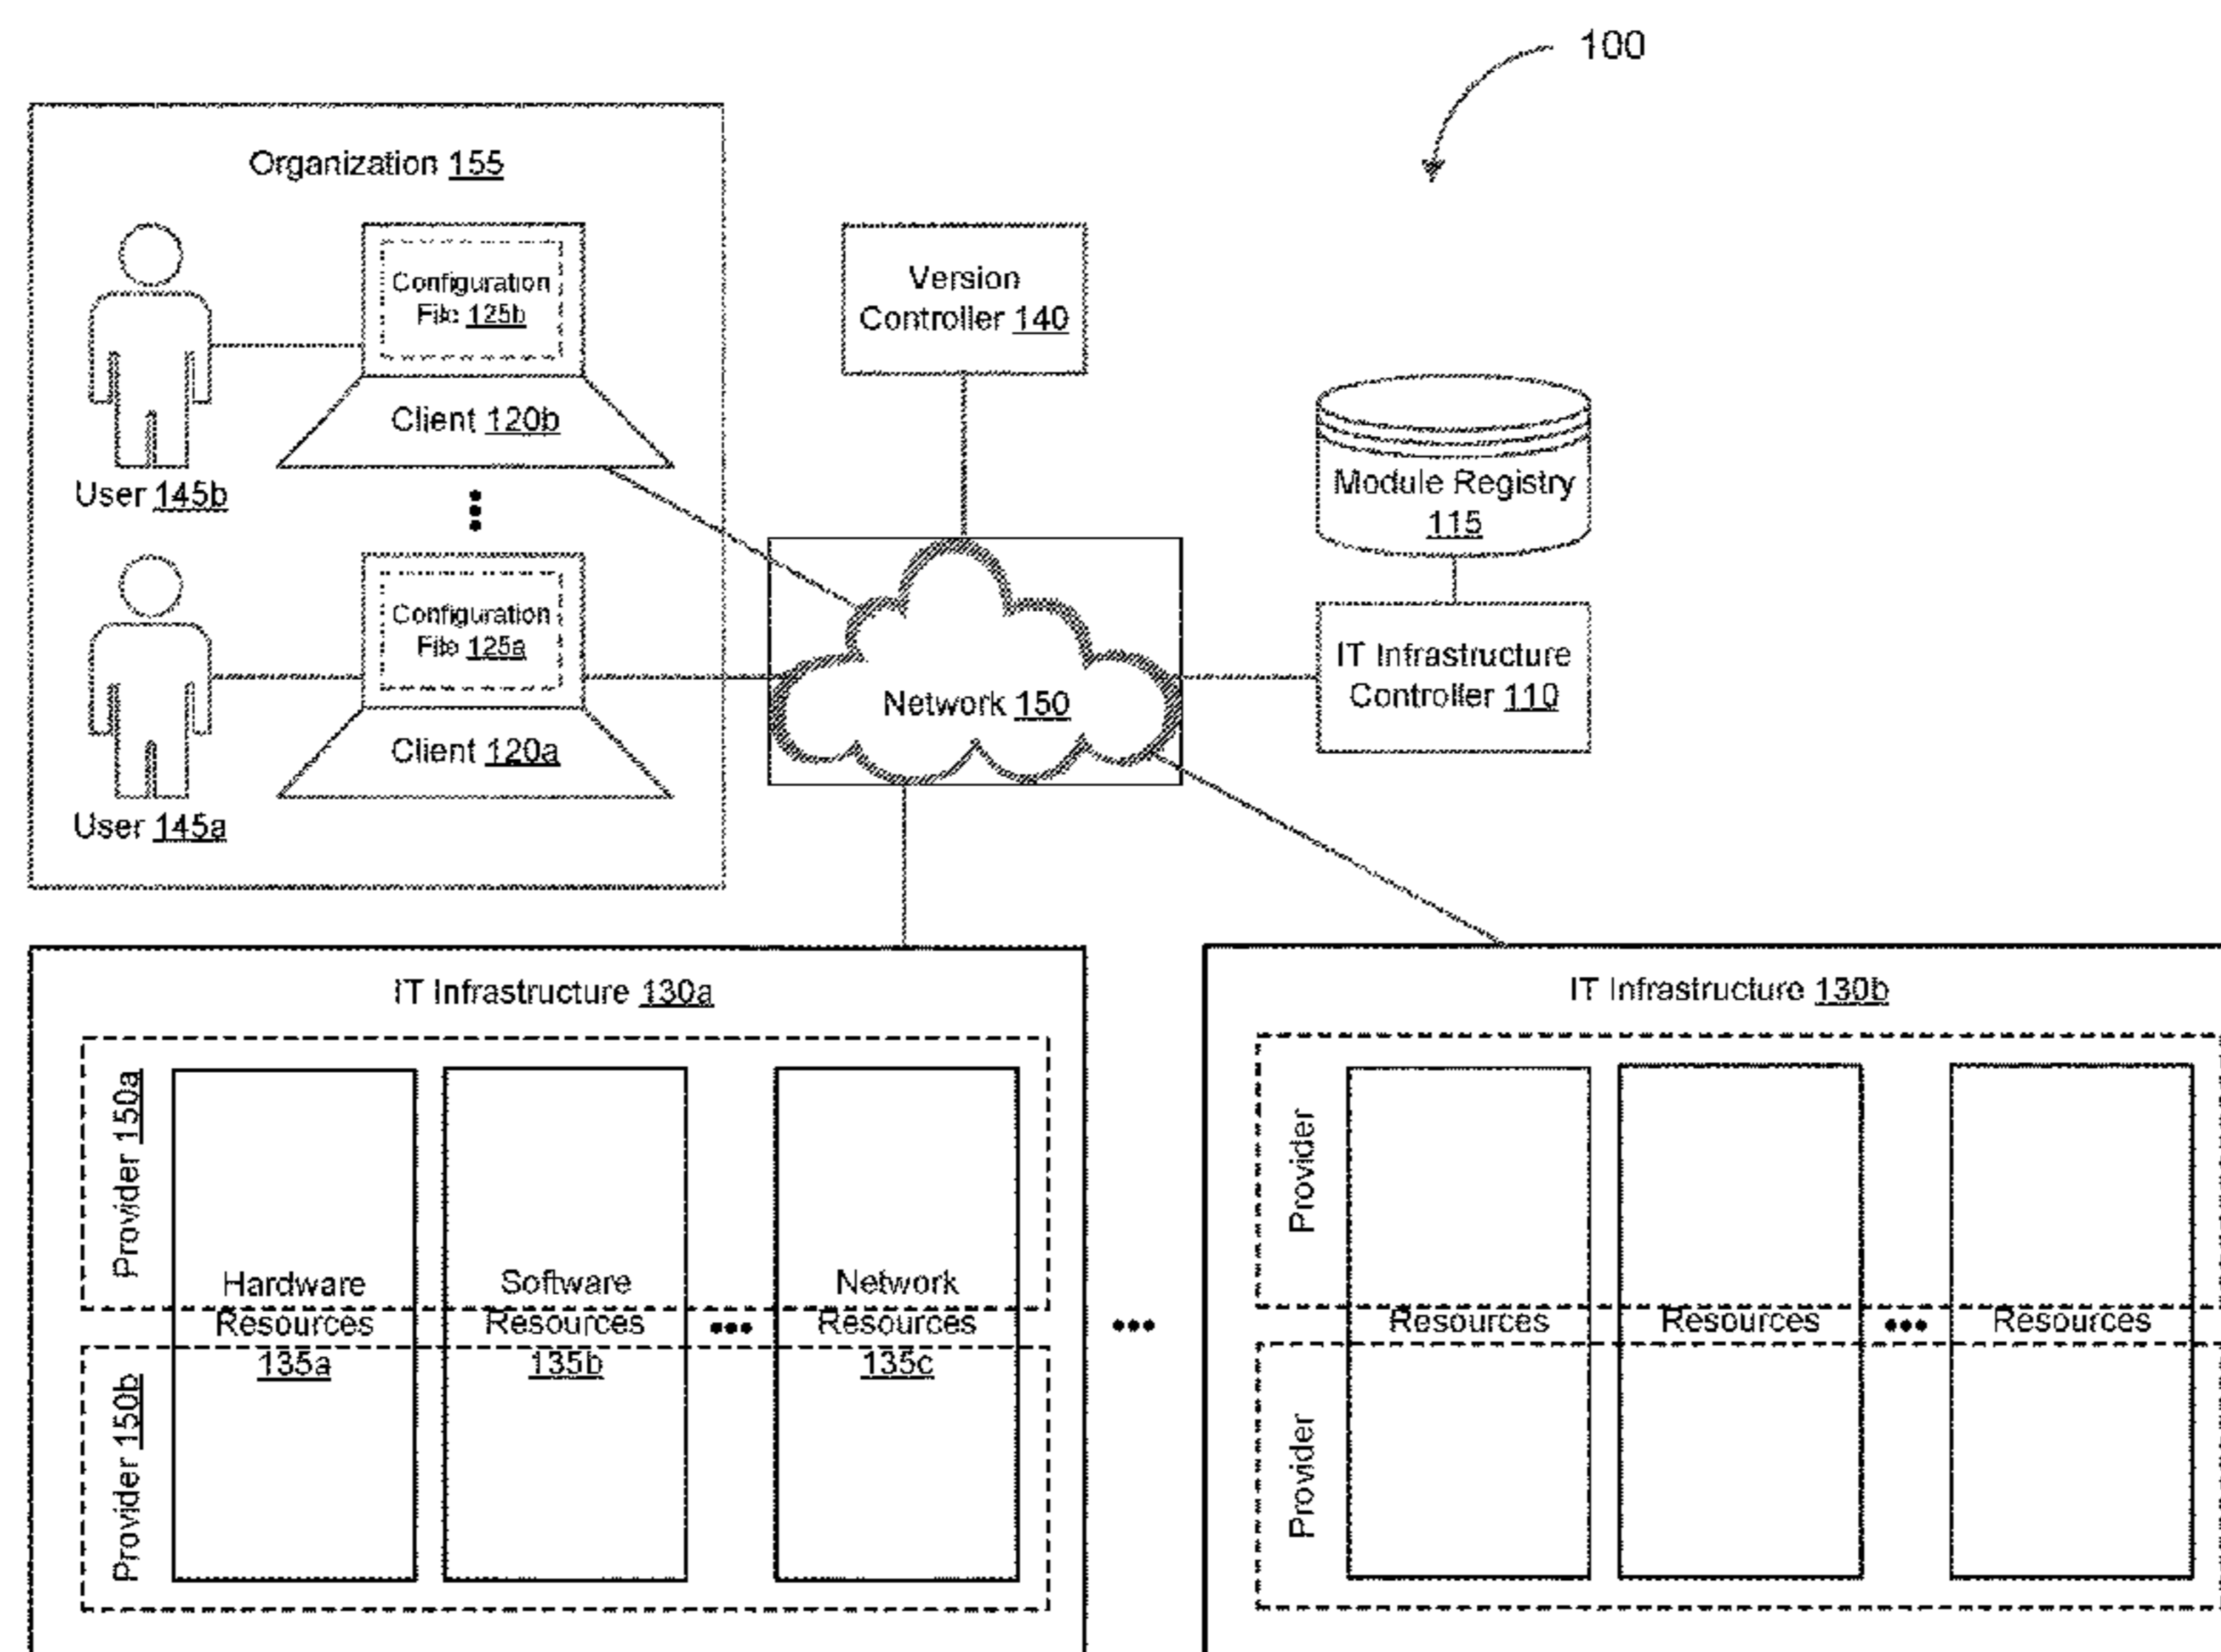 100
Organization 155
Configuration
File 125b
Client 120b
User 145b
Configuration
File 125a
Client 120a
User 145a
Version
Controller 140
Module Registry
115
IT Infrastructure
Controller 110
Network 150
IT Infrastructure 130a
Provider 150a
Provider 150b
Hardware
Resources
135a
Software
Resources
135b
Network
Resources
135c
IT Infrastructure 130b
Provider
Provider
Resources
Resources
Resources